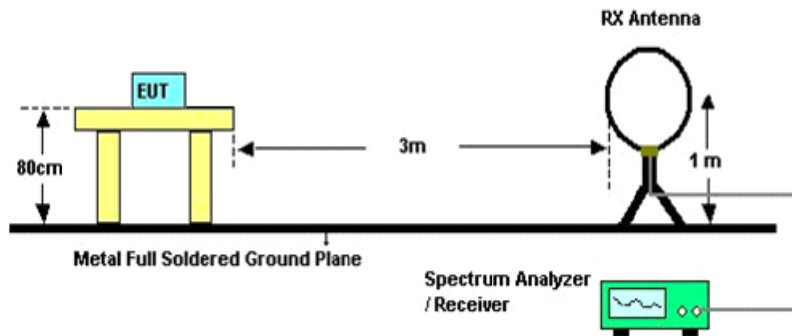 RX Antenna
EUT
3m
80cm
1 m
Metal Full Soldered Ground Plane
Spectrum Analyzer
/ Receiver